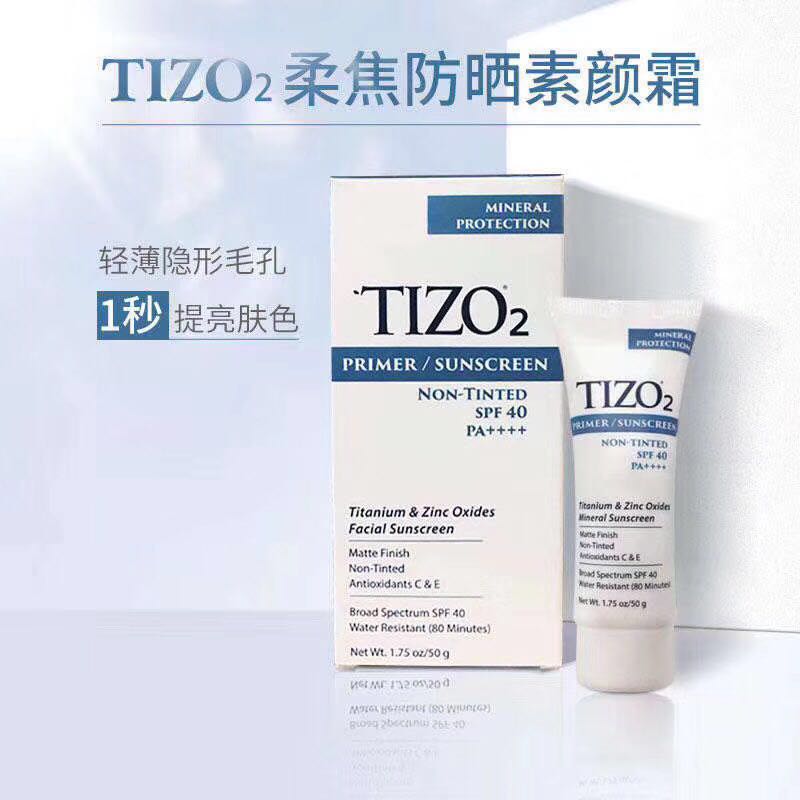 TIZO2 柔焦防晒素颜霜
轻薄隐形毛孔
1秒 提亮肤色
MINERAL
PROTECTION
TIZO2
PRIMER / SUNSCREEN
NON-TINTED
SPF 40
PA++++
Titanium & Zinc Oxides
Facial Sunscreen
Matte Finish
Non-Tinted
Antioxidants C & E
Broad Spectrum SPF 40
Water Resistant (80 Minutes)
Net Wt. 1.75 oz/50 g
MINERAL
PROTECTION
TIZO2
PRIMER / SUNSCREEN
NON-TINTED
SPF 40
PA++++
Titanium & Zinc Oxides
Mineral Sunscreen
Matte Finish
Non-Tinted
Antioxidants C & E
Broad Spectrum SPF 40
Water Resistant (80 Minutes)
Net Wt. 1.75 oz/50 g